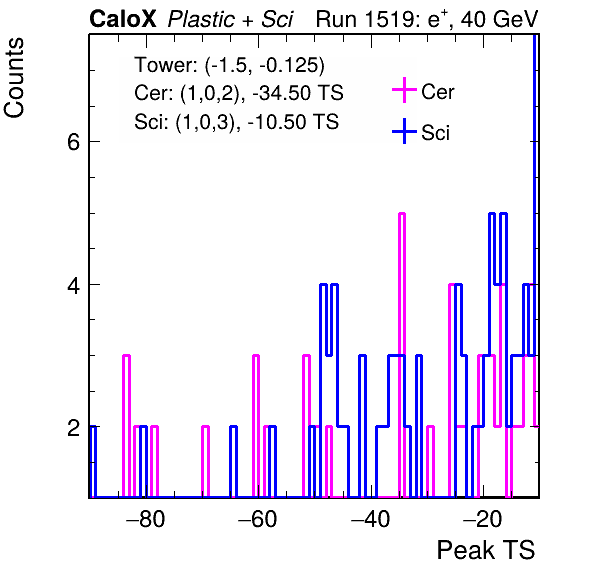 CaloX Plastic + Sci Run 1519: e⁺, 40 GeV
Counts
Tower: (-1.5, -0.125)
Cer: (1,0,2), -34.50 TS
Sci: (1,0,3), -10.50 TS
Cer
Sci
6
4
2
−80 −60 −40 −20
Peak TS